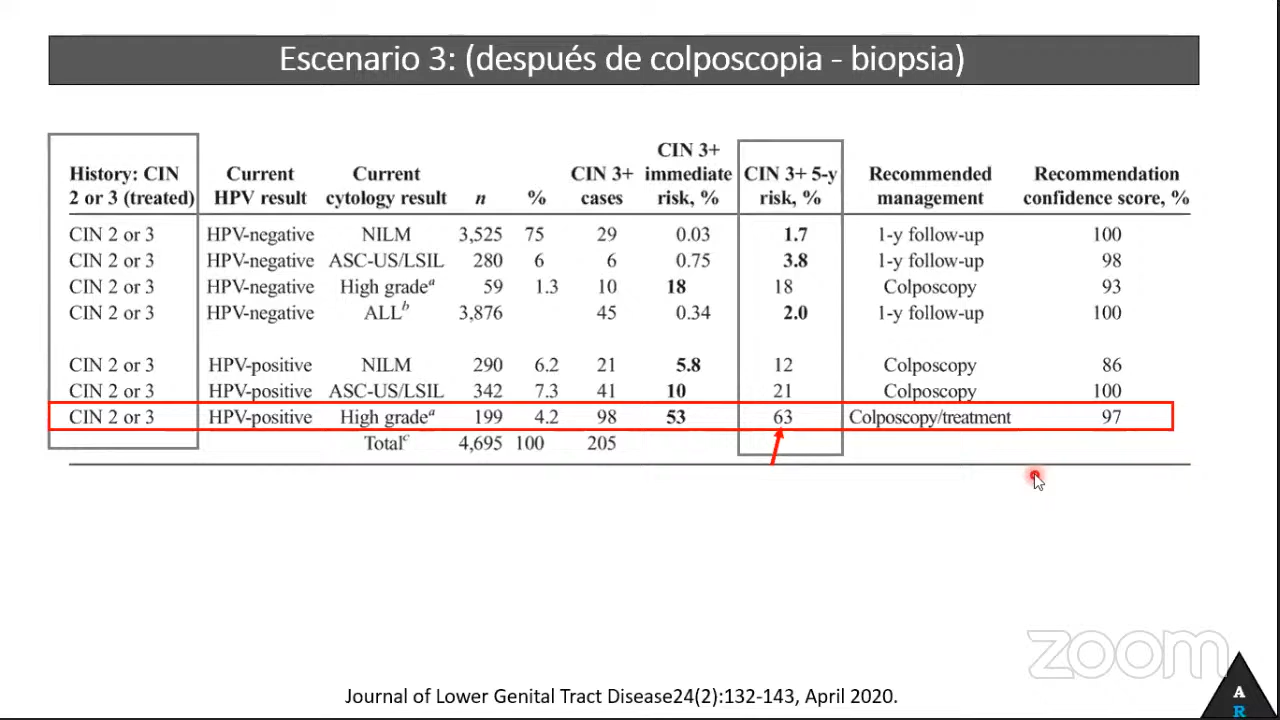 Escenario 3: (después de colposcopia - biopsia)
History: CIN 2 or 3 (treated) Current HPV result Current cytology result n % CIN 3+ cases CIN 3+ immediate risk, % CIN 3+ 5-y risk, % Recommended management Recommendation confidence score, %
CIN 2 or 3 HPV-negative NILM 3,525 75 29 0.03 1.7 1-y follow-up 100
CIN 2 or 3 HPV-negative ASC-US/LSIL 280 6 6 0.75 3.8 1-y follow-up 98
CIN 2 or 3 HPV-negative High gradeᵃ 59 1.3 10 18 18 Colposcopy 93
CIN 2 or 3 HPV-negative ALLᵇ 3,876 45 0.34 2.0 1-y follow-up 100
CIN 2 or 3 HPV-positive NILM 290 6.2 21 5.8 12 Colposcopy 86
CIN 2 or 3 HPV-positive ASC-US/LSIL 342 7.3 41 10 21 Colposcopy 100
CIN 2 or 3 HPV-positive High gradeᵃ 199 4.2 98 53 63 Colposcopy/treatment 97
Totalᶜ 4,695 100 205
zoom
Journal of Lower Genital Tract Disease24(2):132-143, April 2020.
A
R